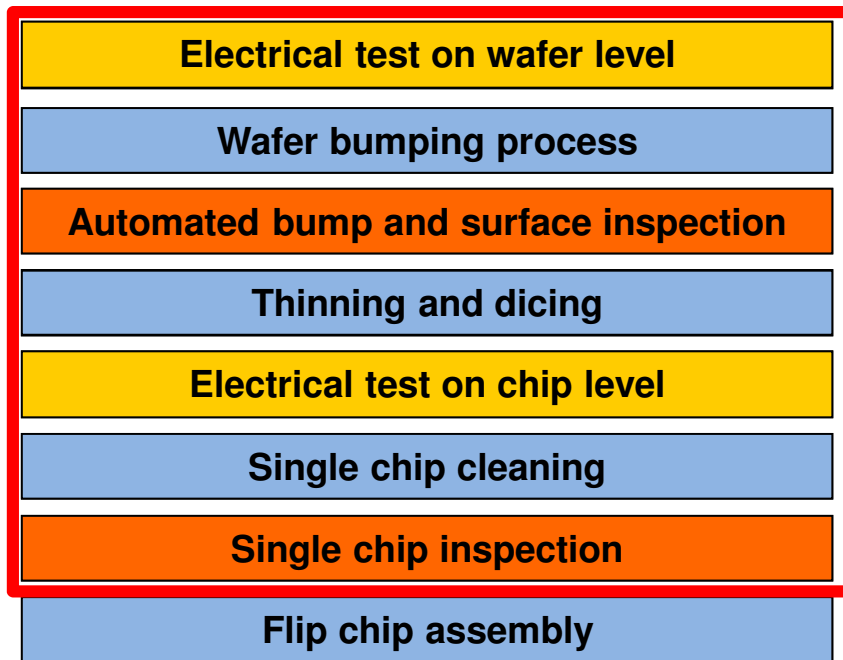 Electrical test on wafer level
Wafer bumping process
Automated bump and surface inspection
Thinning and dicing
Electrical test on chip level
Single chip cleaning
Single chip inspection
Flip chip assembly